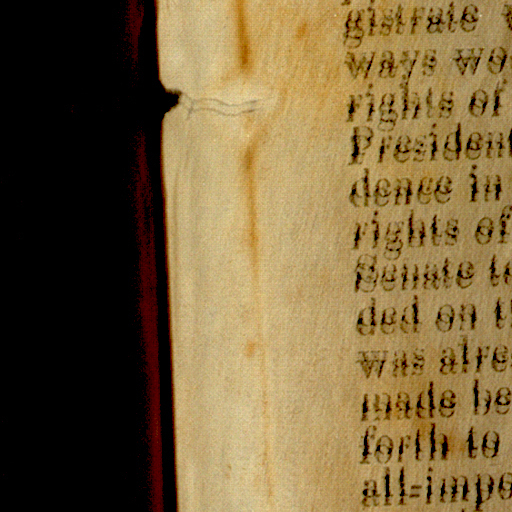 gistrate
ways wo
rights of
Presiden
dence in
rights of
Senate to
ded on t
was alre
made be
forth to
all-impo